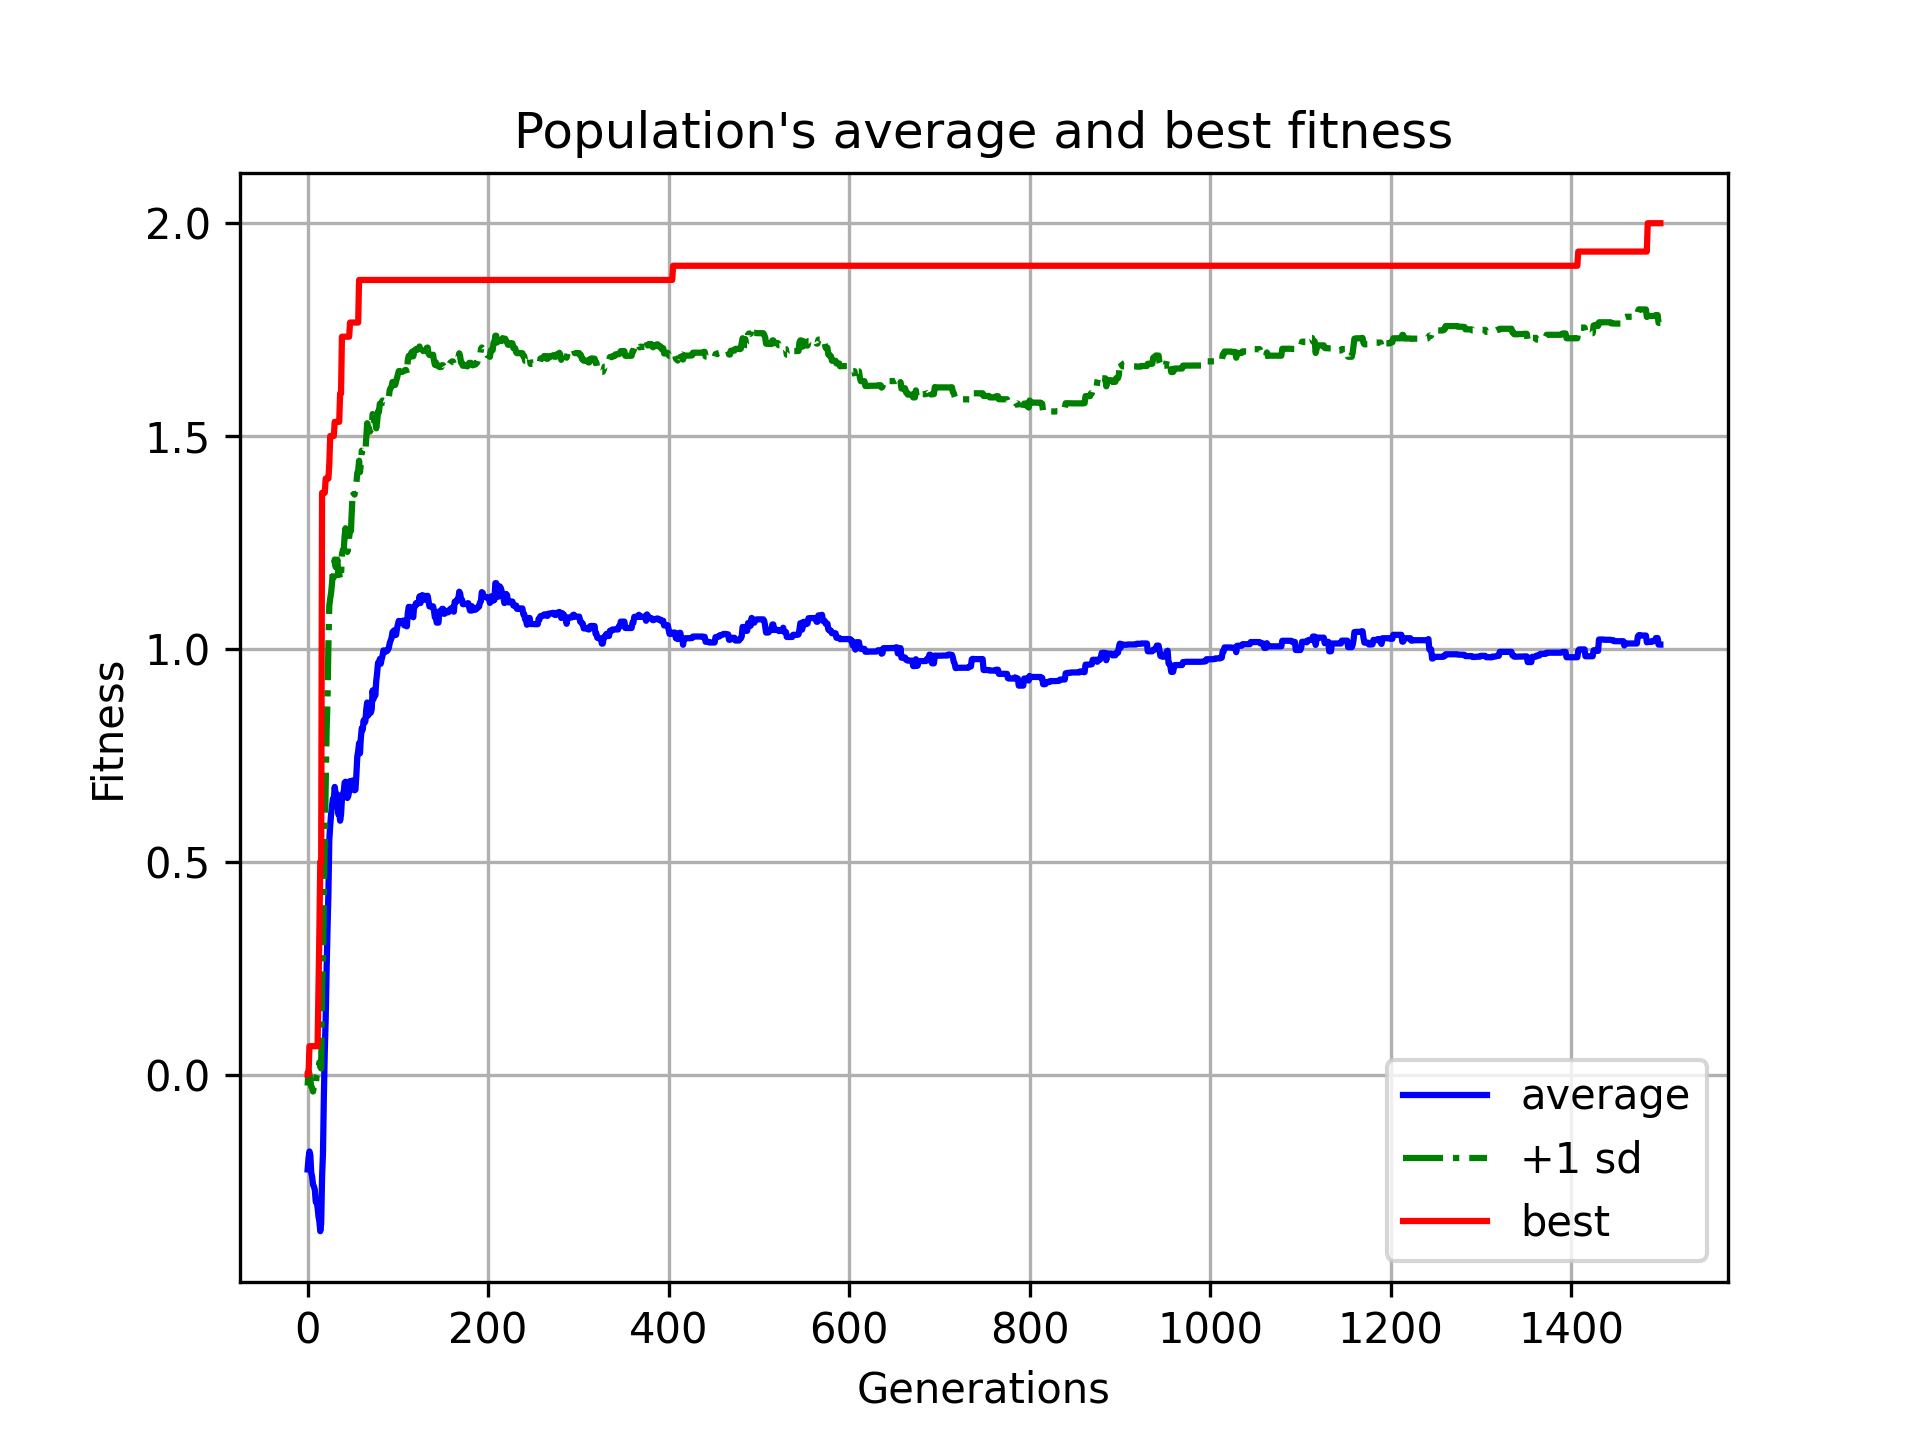 Population's average and best fitness
2.0
1.5
1.0
0.5
0.0
Fitness
average
+1 sd
best
0 200 400 600 800 1000 1200 1400
Generations